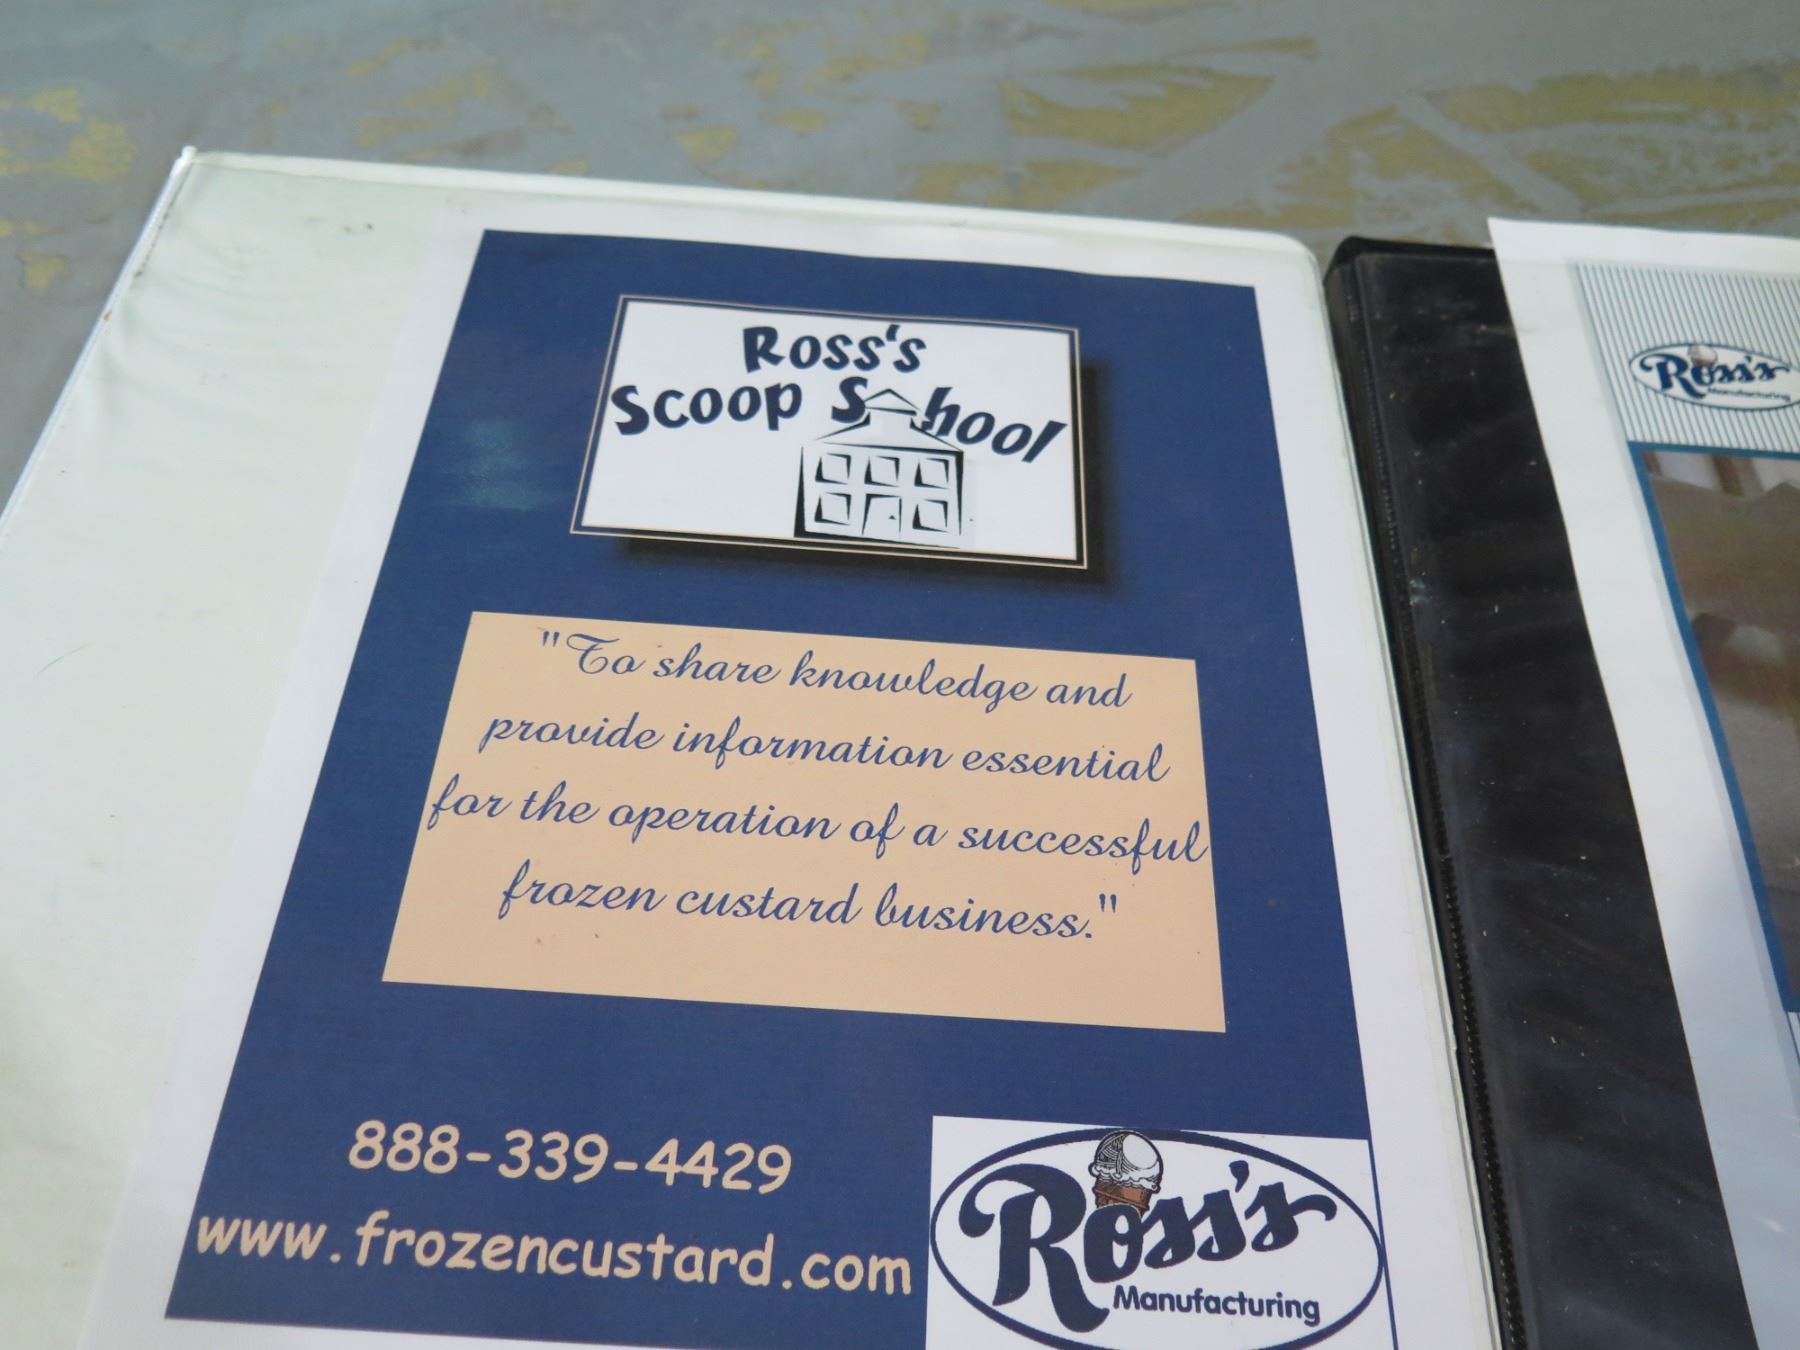 Ross's
Scoop School
"To share knowledge and
provide information essential
for the operation of a successful
frozen custard business."
888-339-4429
www.frozencustard.com
Ross's
Manufacturing
Ross's
Manufacturing